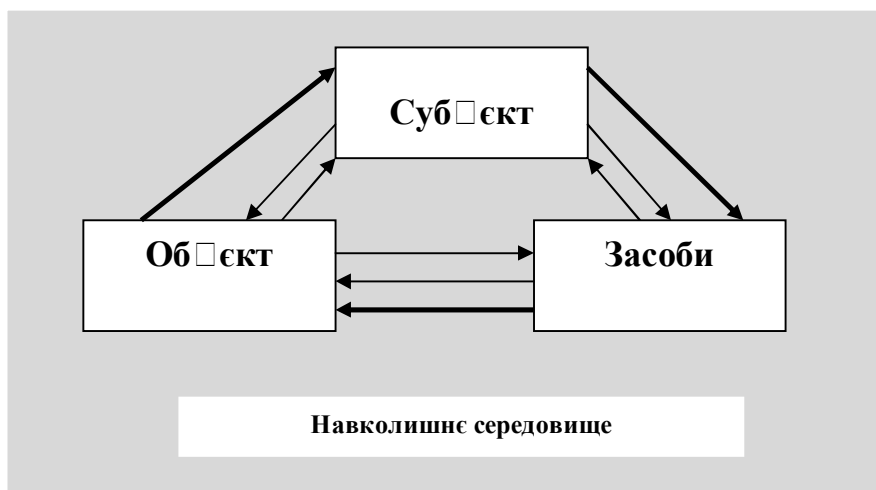 Суб□єкт
Об□єкт
Засоби
Навколишнє середовище